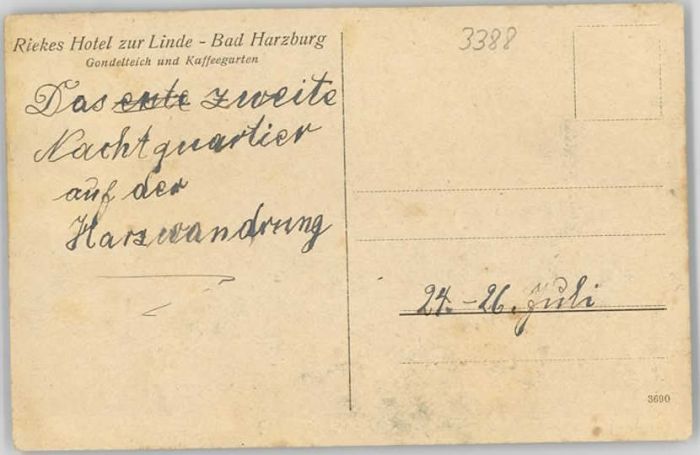 Riekes Hotel zur Linde - Bad Harzburg
Gondelteich und Kaffeegarten
Das erste zweite
Nachtquartier
auf der
Harzwandrung
3388
24.-26. Juli
3690